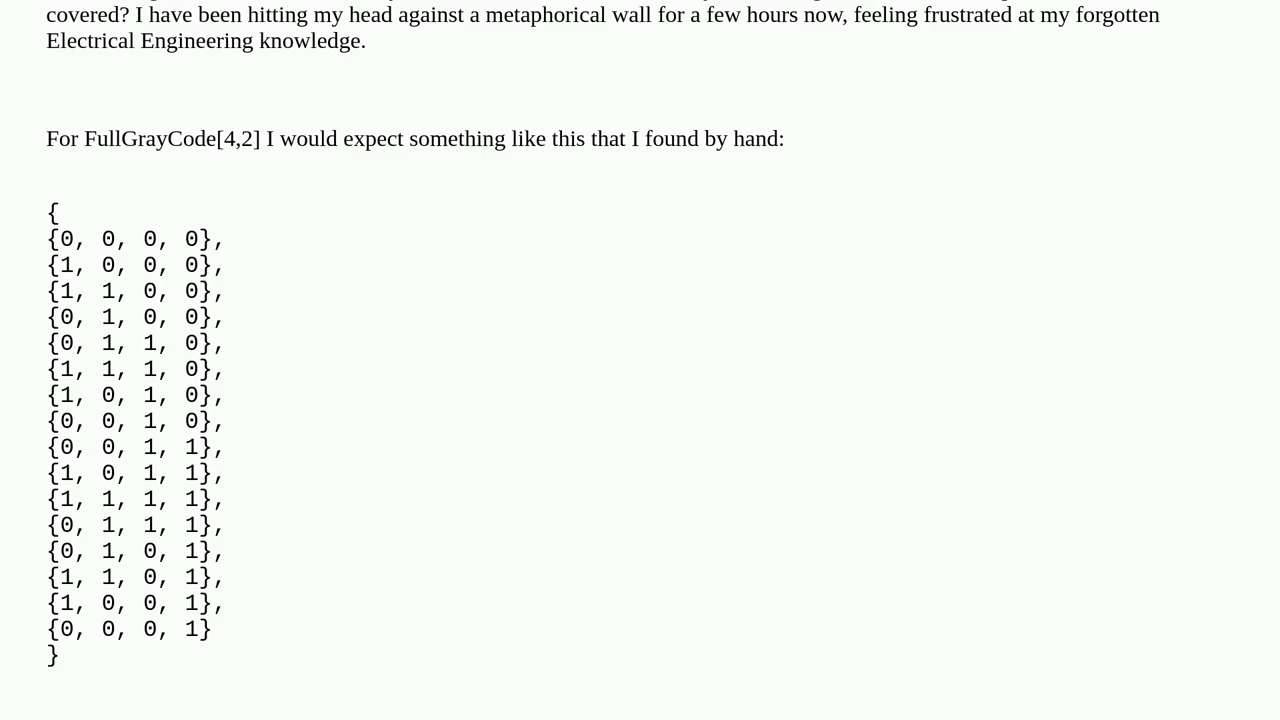 covered? I have been hitting my head against a metaphorical wall for a few hours now, feeling frustrated at my forgotten
Electrical Engineering knowledge.
For FullGrayCode[4,2] I would expect something like this that I found by hand:
{
{0, 0, 0, 0},
{1, 0, 0, 0},
{1, 1, 0, 0},
{0, 1, 0, 0},
{0, 1, 1, 0},
{1, 1, 1, 0},
{1, 0, 1, 0},
{0, 0, 1, 0},
{0, 0, 1, 1},
{1, 0, 1, 1},
{1, 1, 1, 1},
{0, 1, 1, 1},
{0, 1, 0, 1},
{1, 1, 0, 1},
{1, 0, 0, 1},
{0, 0, 0, 1}
}